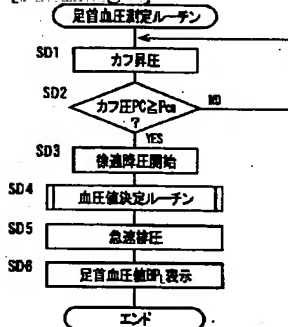 足首血圧測定ルーチン
SD1
カフ昇圧
SD2
カフ圧PC≧Pcm
?
NO
YES
SD3
徐速降圧開始
SD4
血圧値決定ルーチン
SD5
急速排圧
SD6
足首血圧値BPL表示
エンド